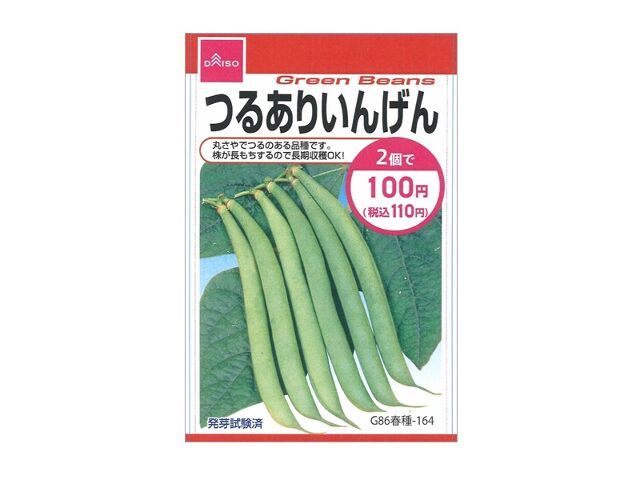 DAISO
Green Beans
つるありいんげん
丸さやでつるのある品種です。
株が長もちするので長期収穫OK!
2個で
100円
(税込110円)
発芽試験済
G86春種-164